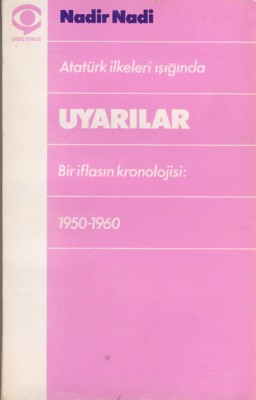 Nadir Nadi
Atatürk ilkeleri ışığında
UYARILAR
Bir iflasın kronolojisi:
1950-1960